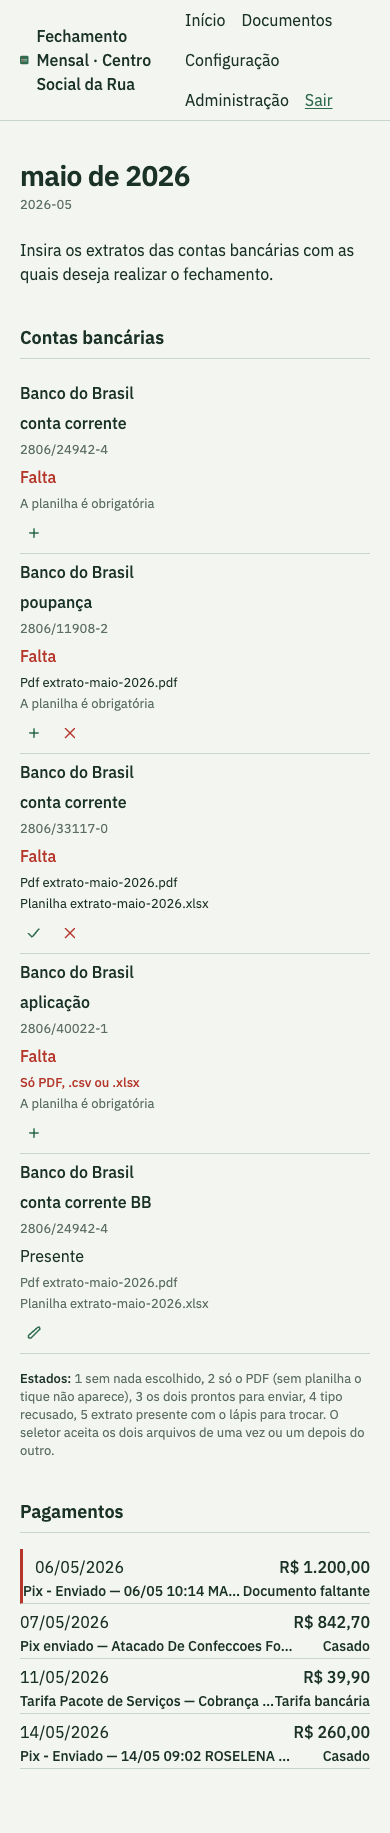 Fechamento
Mensal · Centro
Social da Rua
Início Documentos
Configuração
Administração Sair
maio de 2026
2026-05
Insira os extratos das contas bancárias com as
quais deseja realizar o fechamento.
Contas bancárias
Banco do Brasil
conta corrente
2806/24942-4
Falta
A planilha é obrigatória
Banco do Brasil
poupança
2806/11908-2
Falta
Pdf extrato-maio-2026.pdf
A planilha é obrigatória
Banco do Brasil
conta corrente
2806/33117-0
Falta
Pdf extrato-maio-2026.pdf
Planilha extrato-maio-2026.xlsx
Banco do Brasil
aplicação
2806/40022-1
Falta
Só PDF, .csv ou .xlsx
A planilha é obrigatória
Banco do Brasil
conta corrente BB
2806/24942-4
Presente
Pdf extrato-maio-2026.pdf
Planilha extrato-maio-2026.xlsx
Estados: 1 sem nada escolhido, 2 só o PDF (sem planilha o
tique não aparece), 3 os dois prontos para enviar, 4 tipo
recusado, 5 extrato presente com o lápis para trocar. O
seletor aceita os dois arquivos de uma vez ou um depois do
outro.
Pagamentos
06/05/2026 R$ 1.200,00
Pix - Enviado — 06/05 10:14 MA... Documento faltante
07/05/2026 R$ 842,70
Pix enviado — Atacado De Confeccoes Fo... Casado
11/05/2026 R$ 39,90
Tarifa Pacote de Serviços — Cobrança ... Tarifa bancária
14/05/2026 R$ 260,00
Pix - Enviado — 14/05 09:02 ROSELENA ... Casado